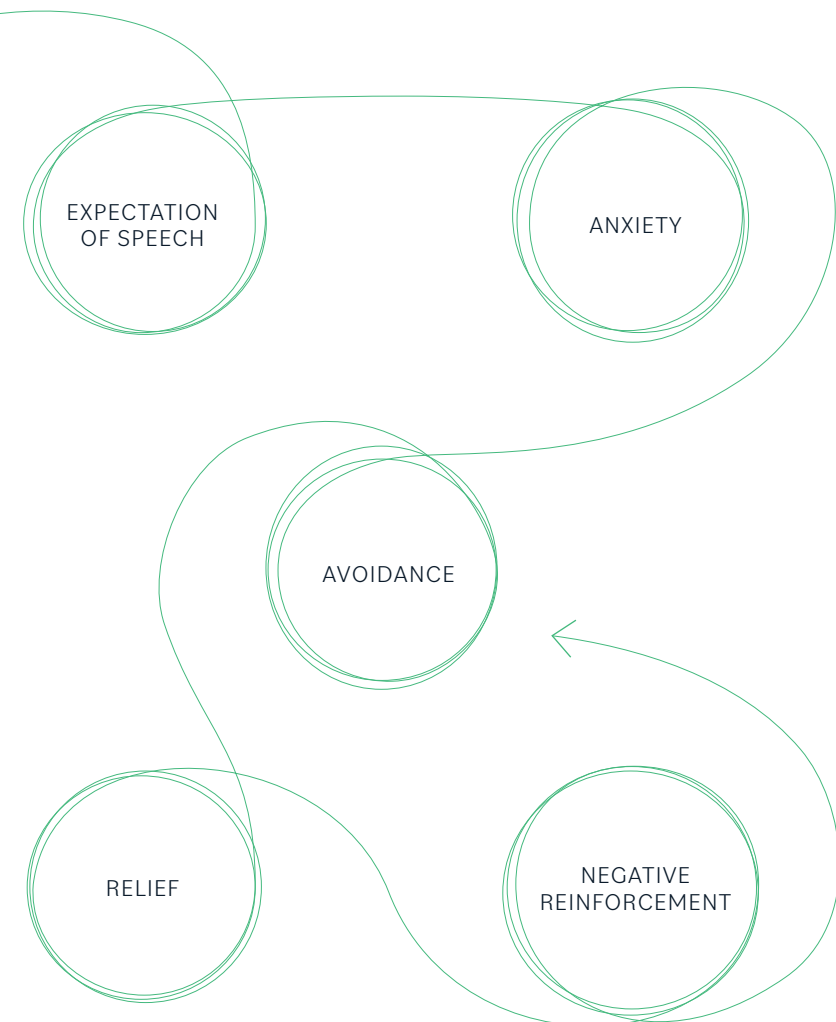 EXPECTATION
OF SPEECH
ANXIETY
AVOIDANCE
RELIEF
NEGATIVE
REINFORCEMENT